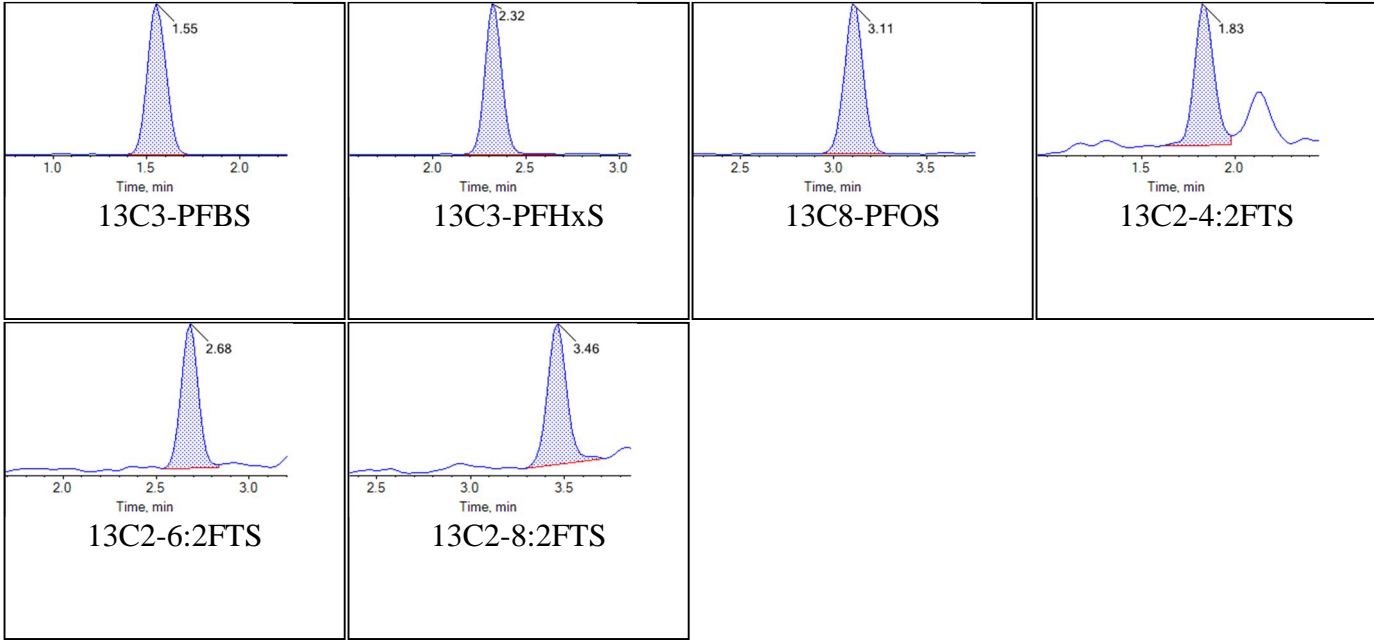 1.55
1.0 1.5 2.0
Time, min
13C3-PFBS
2.32
2.0 2.5 3.0
Time, min
13C3-PFHxS
3.11
2.5 3.0 3.5
Time, min
13C8-PFOS
1.83
1.5 2.0
Time, min
13C2-4:2FTS
2.68
2.0 2.5 3.0
Time, min
13C2-6:2FTS
3.46
2.5 3.0 3.5
Time, min
13C2-8:2FTS